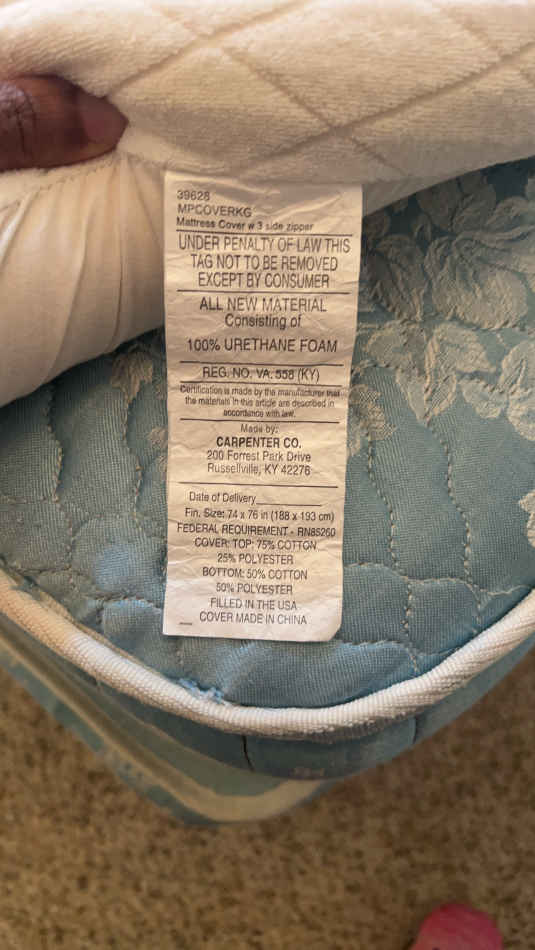 39628
MPCOVERKG
Mattress Cover w 3 side zipper
UNDER PENALTY OF LAW THIS
TAG NOT TO BE REMOVED
EXCEPT BY CONSUMER
ALL NEW MATERIAL
Consisting of
100% URETHANE FOAM
REG. NO. VA. 558 (KY)
Certification is made by the manufacturer that
the materials in this article are described in
accordance with law.
Made by:
CARPENTER CO.
200 Forrest Park Drive
Russellville, KY 42276
Date of Delivery
Fin. Size: 74 x 76 in (188 x 193 cm)
FEDERAL REQUIREMENT - RN85260
COVER: TOP: 75% COTTON
25% POLYESTER
BOTTOM: 50% COTTON
50% POLYESTER
FILLED IN THE USA
COVER MADE IN CHINA